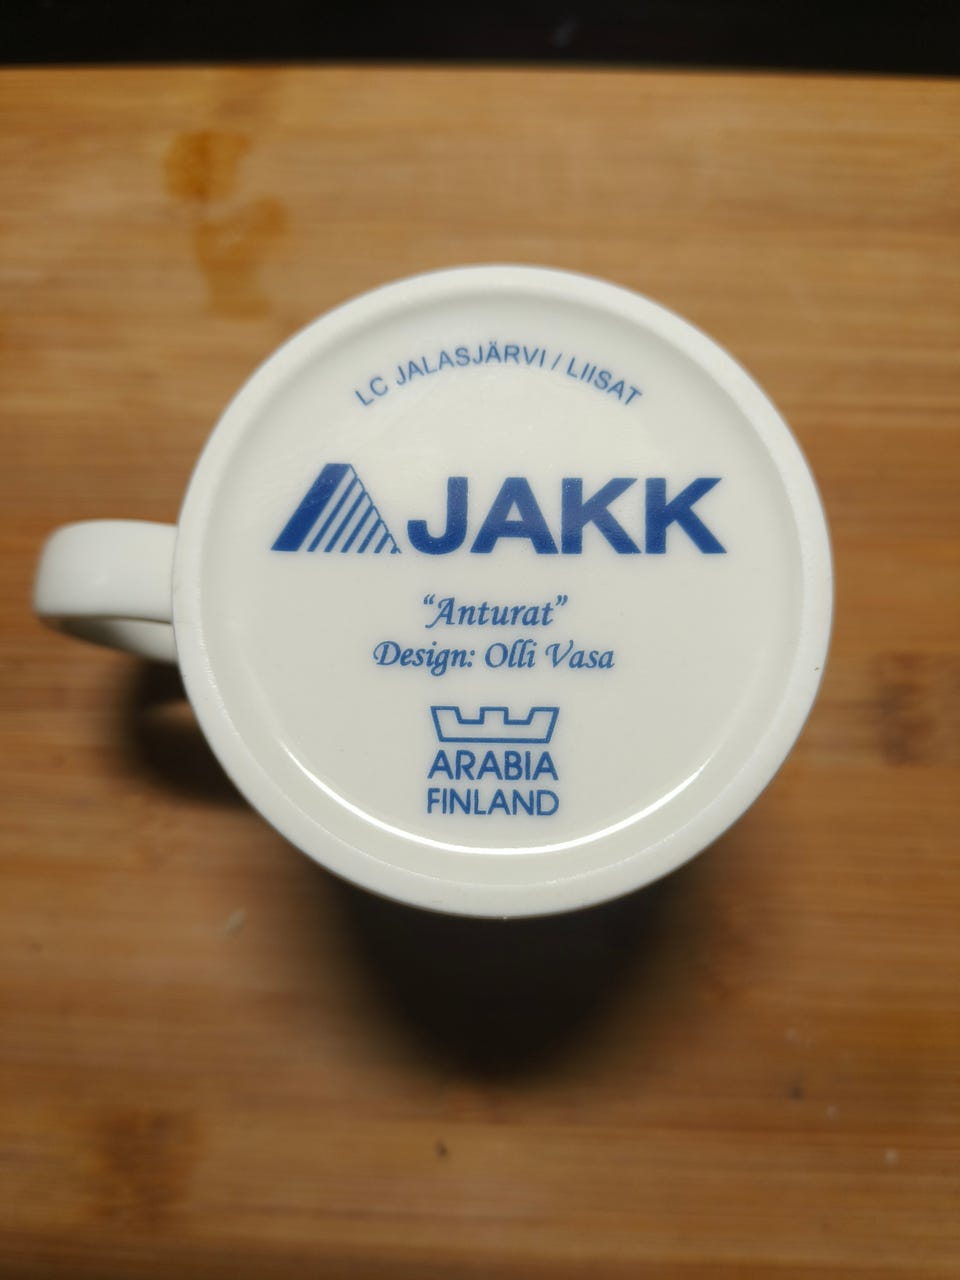 LC JALASJÄRVI / LIISAT
JAKK
“Anturat”
Design: Olli Vasa
ARABIA
FINLAND